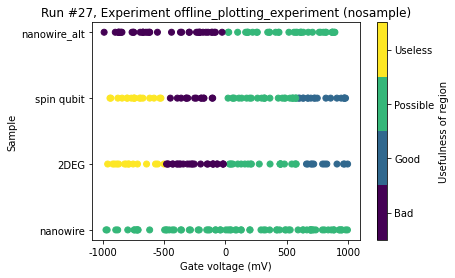 Run #27, Experiment offline_plotting_experiment (nosample)
nanowire_alt
spin qubit
2DEG
nanowire
Sample
-1000
-500
0
500
1000
Gate voltage (mV)
Useless
Possible
Good
Bad
Usefulness of region